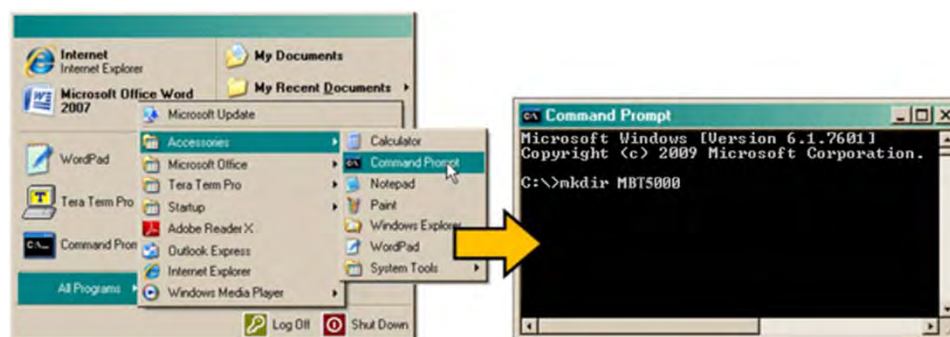 Internet
Internet Explorer
Microsoft Office Word
2007
WordPad
Tera Term Pro
Command Prom
All Programs
My Documents
My Recent Documents
Microsoft Update
Accessories
Microsoft Office
Tera Term Pro
Startup
Adobe Reader X
Outlook Express
Internet Explorer
Windows Media Player
Calculator
Command Prompt
Notepad
Paint
Windows Explorer
WordPad
System Tools
Log Off
Shut Down
Command Prompt
Microsoft Windows [Version 6.1.7601]
Copyright (c) 2009 Microsoft Corporation.
C:\>mkdir MBT5000